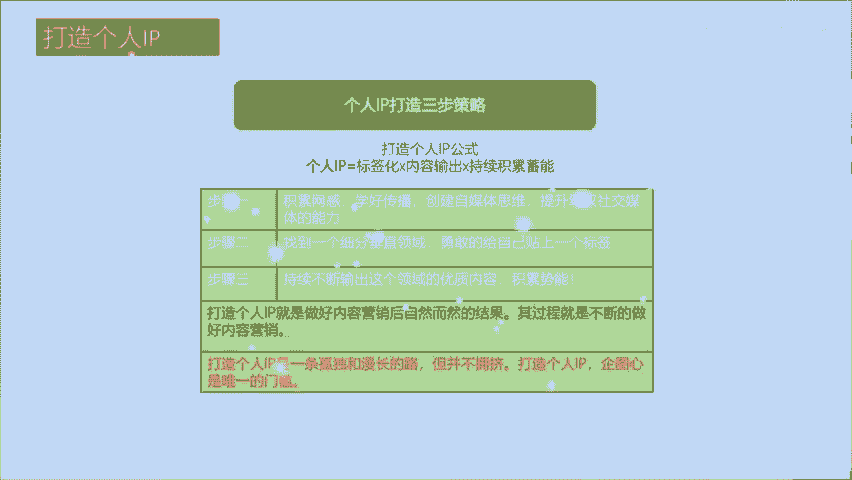 打造个人IP
个人IP打造三步策略
打造个人IP公式
个人IP=标签化x内容输出x持续积累蓄能
步骤一
积累网感、学好传播，创建自媒体思维，提升 社交媒
体的能力
步骤二
找到一个细分垂直领域，勇敢的给自己贴上一个标签
步骤三
持续不断输出这个领域的优质内容，积累势能！
打造个人IP就是做好内容营销后自然而然的结果。其过程就是不断的做
好内容营销。
打造个人IP是一条孤独和漫长的路，但并不拥挤。打造个人IP，企图心
是唯一的门槛。